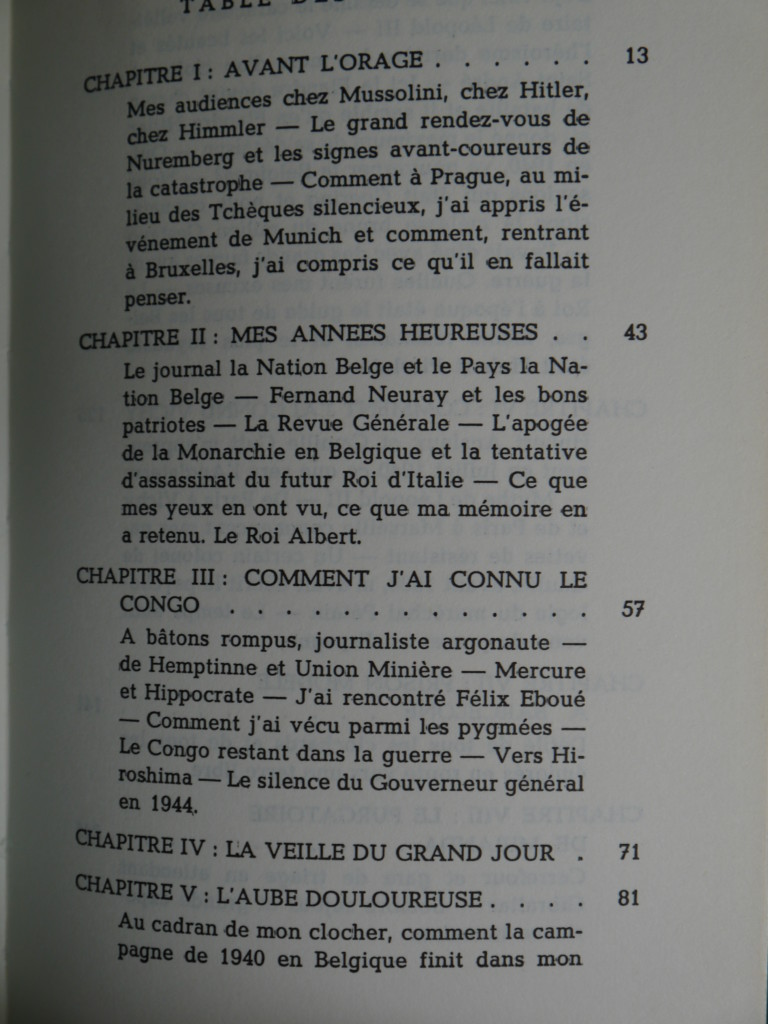 TABLE DES
CHAPITRE I : AVANT L'ORAGE . . . . . . 13
Mes audiences chez Mussolini, chez Hitler,
chez Himmler — Le grand rendez-vous de
Nuremberg et les signes avant-coureurs de
la catastrophe — Comment à Prague, au mi-
lieu des Tchèques silencieux, j'ai appris l'é-
vénement de Munich et comment, rentrant
à Bruxelles, j'ai compris ce qu'il en fallait
penser.
CHAPITRE II : MES ANNEES HEUREUSES . . 43
Le journal la Nation Belge et le Pays la Na-
tion Belge — Fernand Neuray et les bons
patriotes — La Revue Générale — L'apogée
de la Monarchie en Belgique et la tentative
d'assassinat du futur Roi d'Italie — Ce que
mes yeux en ont vu, ce que ma mémoire en
a retenu. Le Roi Albert.
CHAPITRE III : COMMENT J'AI CONNU LE
CONGO . . . . . . . . . . . . . 57
A bâtons rompus, journaliste argonaute —
de Hemptinne et Union Minière — Mercure
et Hippocrate — J'ai rencontré Félix Eboué
— Comment j'ai vécu parmi les pygmées —
Le Congo restant dans la guerre — Vers Hi-
roshima — Le silence du Gouverneur général
en 1944.
CHAPITRE IV : LA VEILLE DU GRAND JOUR . 71
CHAPITRE V : L'AUBE DOULOUREUSE . . . . 81
Au cadran de mon clocher, comment la cam-
pagne de 1940 en Belgique finit dans mon